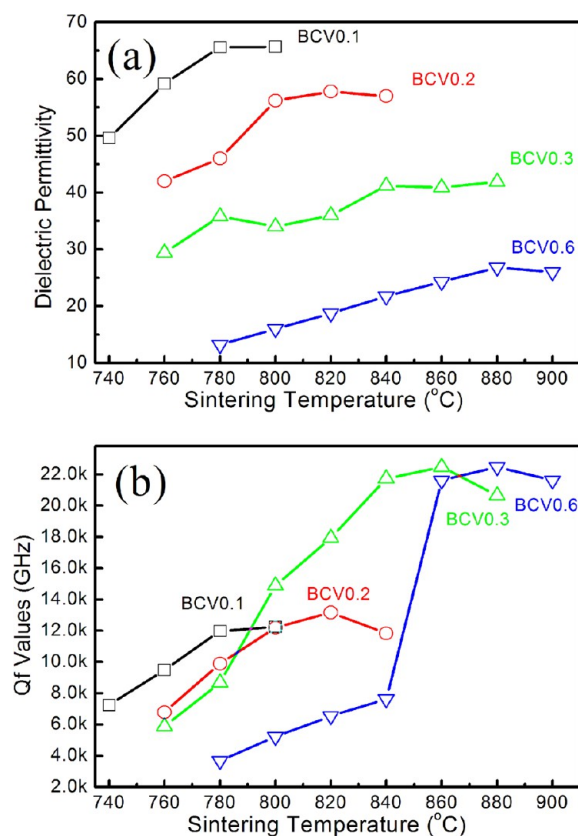 (a)
BCV0.1
BCV0.2
BCV0.3
BCV0.6
Dielectric Permittivity
70
60
50
40
30
20
10
740 760 780 800 820 840 860 880 900
Sintering Temperature (°C)
(b)
BCV0.1
BCV0.2
BCV0.3
BCV0.6
Qf Values (GHz)
22.0k
20.0k
18.0k
16.0k
14.0k
12.0k
10.0k
8.0k
6.0k
4.0k
2.0k
740 760 780 800 820 840 860 880 900
Sintering Temperature (°C)